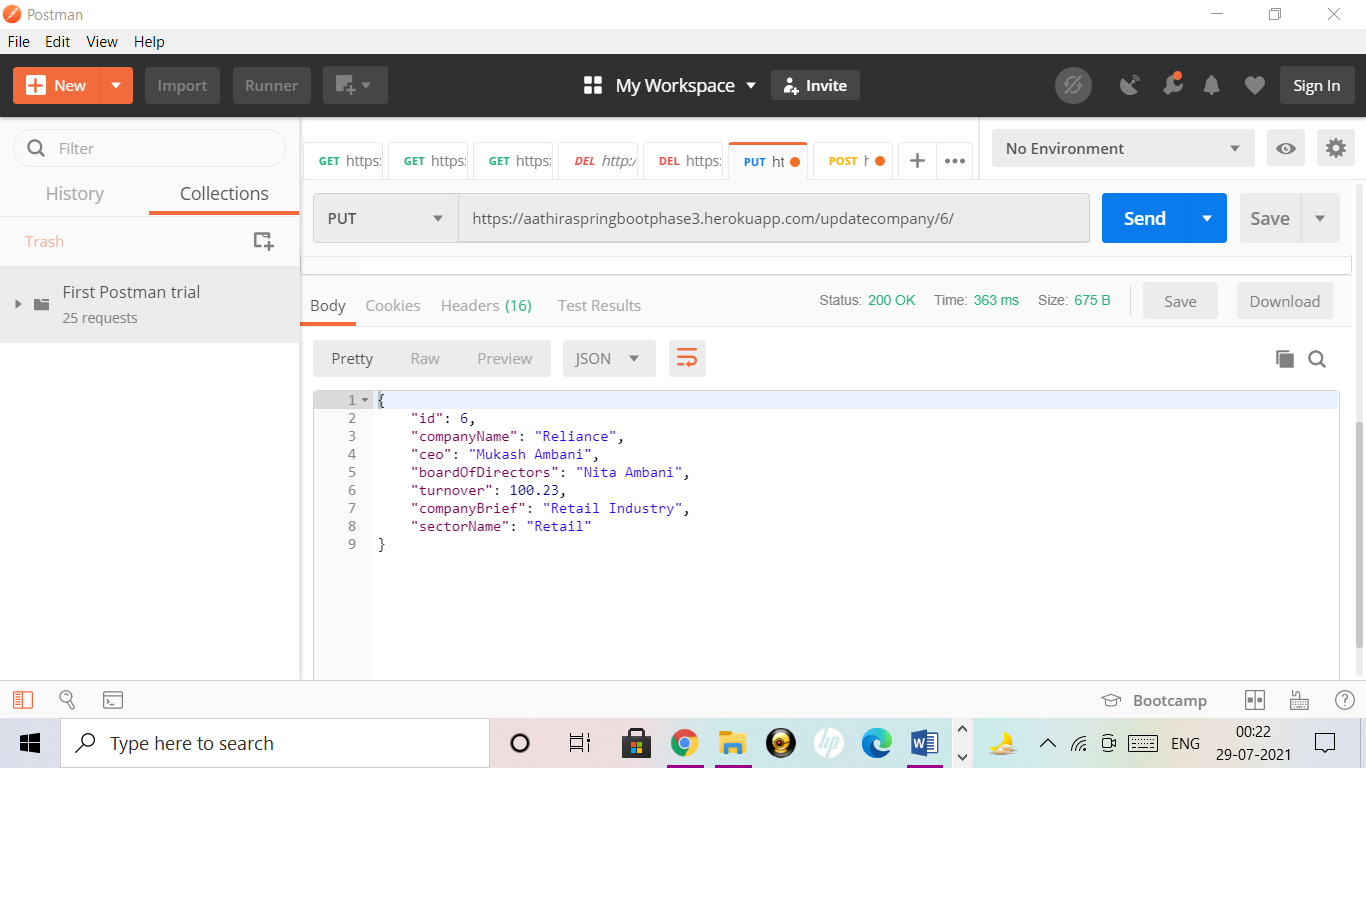 Postman
File Edit View Help
New Import Runner My Workspace Invite Sign In
Filter
History Collections
Trash
First Postman trial
25 requests
GET https: GET https: GET https: DEL http:/ DEL https: PUT ht POST + •••
No Environment
PUT https://aathiraspringbootphase3.herokuapp.com/updatecompany/6/ Send Save
Body Cookies Headers (16) Test Results Status: 200 OK Time: 363 ms Size: 675 B Save Download
Pretty Raw Preview JSON
1 {
2 "id": 6,
3 "companyName": "Reliance",
4 "ceo": "Mukash Ambani",
5 "boardOfDirectors": "Nita Ambani",
6 "turnover": 100.23,
7 "companyBrief": "Retail Industry",
8 "sectorName": "Retail"
9 }
Bootcamp
Type here to search
hp
ENG
00:22
29-07-2021